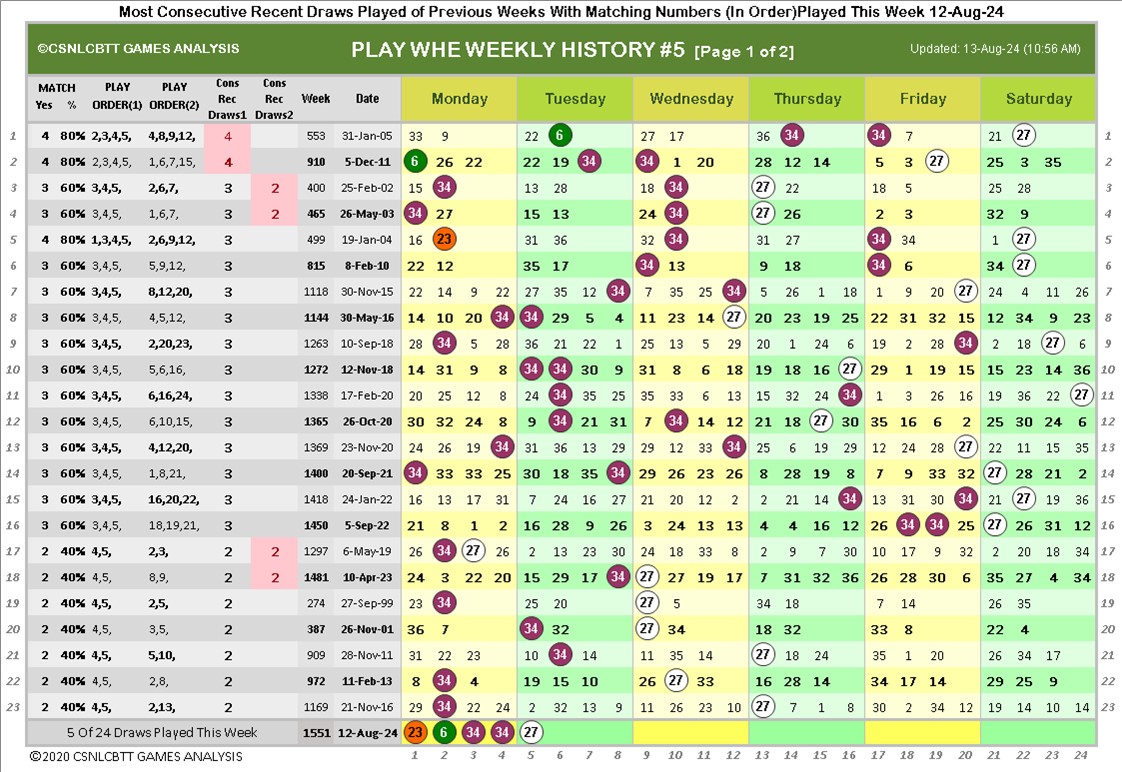 Most Consecutive Recent Draws Played of Previous Weeks With Matching Numbers (In Order)Played This Week 12-Aug-24
©CSNLCBTT GAMES ANALYSIS PLAY WHE WEEKLY HISTORY #5 [Page 1 of 2] Updated: 13-Aug-24 (10:56 AM)
MATCH Yes % PLAY ORDER(1) PLAY ORDER(2) Cons Rec Draws1 Cons Rec Draws2 Week Date Monday Tuesday Wednesday Thursday Friday Saturday
1 4 80% 2,3,4,5, 4,8,9,12, 4 553 31-Jan-05 33 9 22 6 27 17 36 34 34 7 21 27 1
2 4 80% 2,3,4,5, 1,6,7,15, 4 910 5-Dec-11 6 26 22 22 19 34 34 1 20 28 12 14 5 3 19 25 3 35 2
3 3 60% 3,4,5, 2,6,7, 3 2 400 25-Feb-02 15 34 13 28 18 34 27 22 18 5 25 28 3
4 3 60% 3,4,5, 1,6,7, 3 2 465 26-May-03 34 27 15 13 24 34 27 26 2 3 32 9 4
5 4 80% 1,3,4,5, 2,6,9,12, 3 499 19-Jan-04 16 23 31 36 32 34 31 27 34 34 1 22 5
6 3 60% 3,4,5, 5,9,12, 3 815 8-Feb-10 22 12 35 17 34 13 9 18 34 6 34 27 6
7 3 60% 3,4,5, 8,12,20, 3 1118 30-Nov-15 22 14 9 22 27 35 12 34 7 35 25 34 5 26 1 18 1 9 20 27 24 4 11 26 7
8 3 60% 3,4,5, 4,5,12, 3 1144 30-May-16 14 10 20 34 34 29 5 4 11 23 14 27 20 23 19 25 22 31 32 15 12 34 9 23 8
9 3 60% 3,4,5, 2,20,23, 3 1263 10-Sep-18 28 34 5 28 36 21 22 1 25 13 5 29 20 1 24 6 19 2 28 34 2 18 27 6 9
10 3 60% 3,4,5, 5,6,16, 3 1272 12-Nov-18 14 31 9 8 34 34 30 9 31 8 6 18 19 18 16 27 29 1 19 15 15 23 14 36 10
11 3 60% 3,4,5, 6,16,24, 3 1338 17-Feb-20 20 25 12 8 24 34 35 25 35 33 6 13 15 32 24 34 1 3 26 16 19 36 22 27 11
12 3 60% 3,4,5, 6,10,15, 3 1365 26-Oct-20 30 32 24 8 9 34 21 31 7 34 14 12 21 18 27 30 35 16 6 2 25 30 24 6 12
13 3 60% 3,4,5, 4,12,20, 3 1369 23-Nov-20 24 26 19 34 31 36 13 29 29 12 33 34 25 6 19 29 12 24 28 27 22 11 15 35 13
14 3 60% 3,4,5, 1,8,21, 3 1400 20-Sep-21 34 33 33 25 30 18 35 34 29 26 23 26 8 28 19 8 7 9 33 32 27 28 21 2 14
15 3 60% 3,4,5, 16,20,22, 3 1418 24-Jan-22 16 13 17 31 7 24 16 27 21 20 12 2 2 21 14 34 13 31 30 34 21 27 19 36 15
16 3 60% 3,4,5, 18,19,21, 3 1450 5-Sep-22 21 8 1 2 16 28 9 26 3 24 13 13 4 4 16 12 26 34 34 25 27 26 31 12 16
17 2 40% 4,5, 2,3, 2 2 1297 6-May-19 26 34 27 26 2 13 23 30 24 18 33 8 2 9 7 30 10 17 9 32 2 20 18 34 17
18 2 40% 4,5, 8,9, 2 2 1481 10-Apr-23 24 3 22 20 15 29 17 34 27 27 19 17 7 31 32 36 26 28 30 6 35 27 4 34 18
19 2 40% 4,5, 2,5, 2 274 27-Sep-99 23 34 25 20 27 5 34 18 7 14 26 35 19
20 2 40% 4,5, 3,5, 2 387 26-Nov-01 36 7 34 32 27 34 18 32 33 8 22 4 20
21 2 40% 4,5, 5,10, 2 909 28-Nov-11 31 22 23 10 34 14 11 35 14 27 18 24 35 1 20 26 34 17 21
22 2 40% 4,5, 2,8, 2 972 11-Feb-13 8 34 4 19 15 10 26 27 33 16 28 14 34 17 14 29 25 9 22
23 2 40% 4,5, 2,13, 2 1169 21-Nov-16 29 34 22 24 2 32 13 9 11 26 23 10 27 7 1 8 30 2 34 12 19 14 10 14 23
5 Of 24 Draws Played This Week 1551 12-Aug-24 23 6 34 34 27
©2020 CSNLCBTT GAMES ANALYSIS 1 2 3 4 5 6 7 8 9 10 11 12 13 14 15 16 17 18 19 20 21 22 23 24